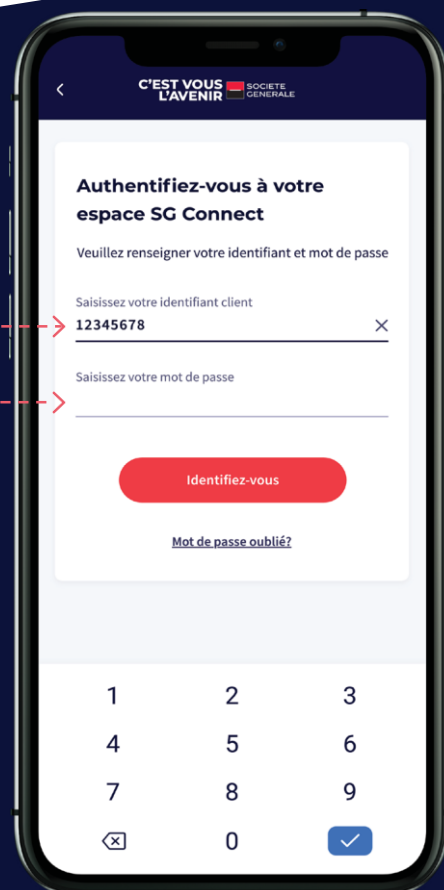 C'EST VOUS
L'AVENIR
SOCIETE
GENERALE
Authentifiez-vous à votre
espace SG Connect
Veuillez renseigner votre identifiant et mot de passe
Saisissez votre identifiant client
12345678
Saisissez votre mot de passe
Identifiez-vous
Mot de passe oublié?
1 2 3
4 5 6
7 8 9
0